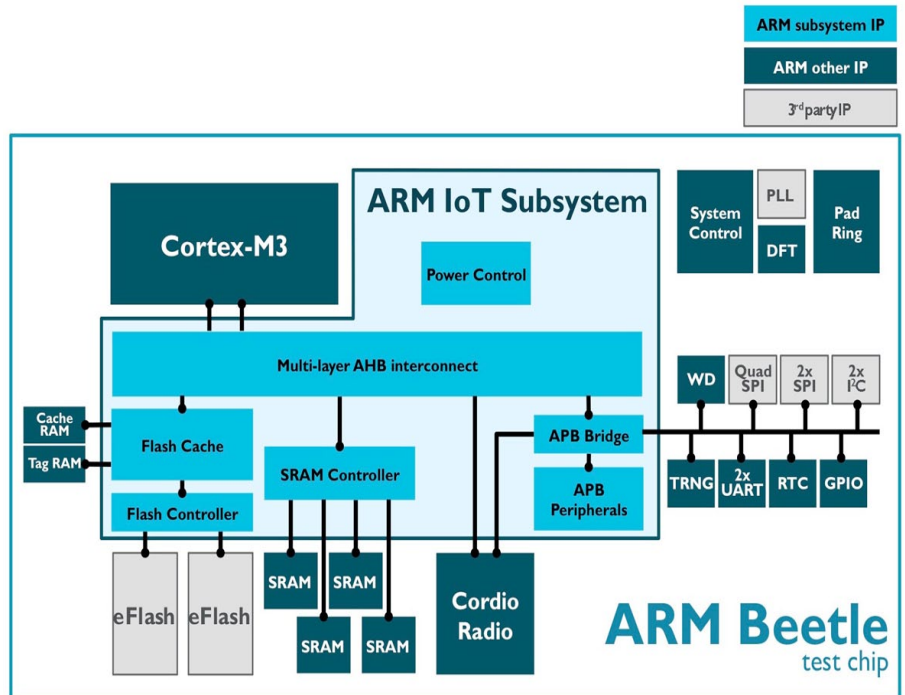 ARM subsystem IP
ARM other IP
3rd party IP
ARM IoT Subsystem
Cortex-M3
Power Control
System
Control
PLL
DFT
Pad
Ring
Multi-layer AHB interconnect
WD
Quad
SPI
2x
SPI
2x
I²C
Cache
RAM
Tag RAM
Flash Cache
SRAM Controller
APB Bridge
APB
Peripherals
Flash Controller
TRNG
2x
UART
RTC
GPIO
eFlash
eFlash
SRAM
SRAM
SRAM
SRAM
Cordio
Radio
ARM Beetle
test chip